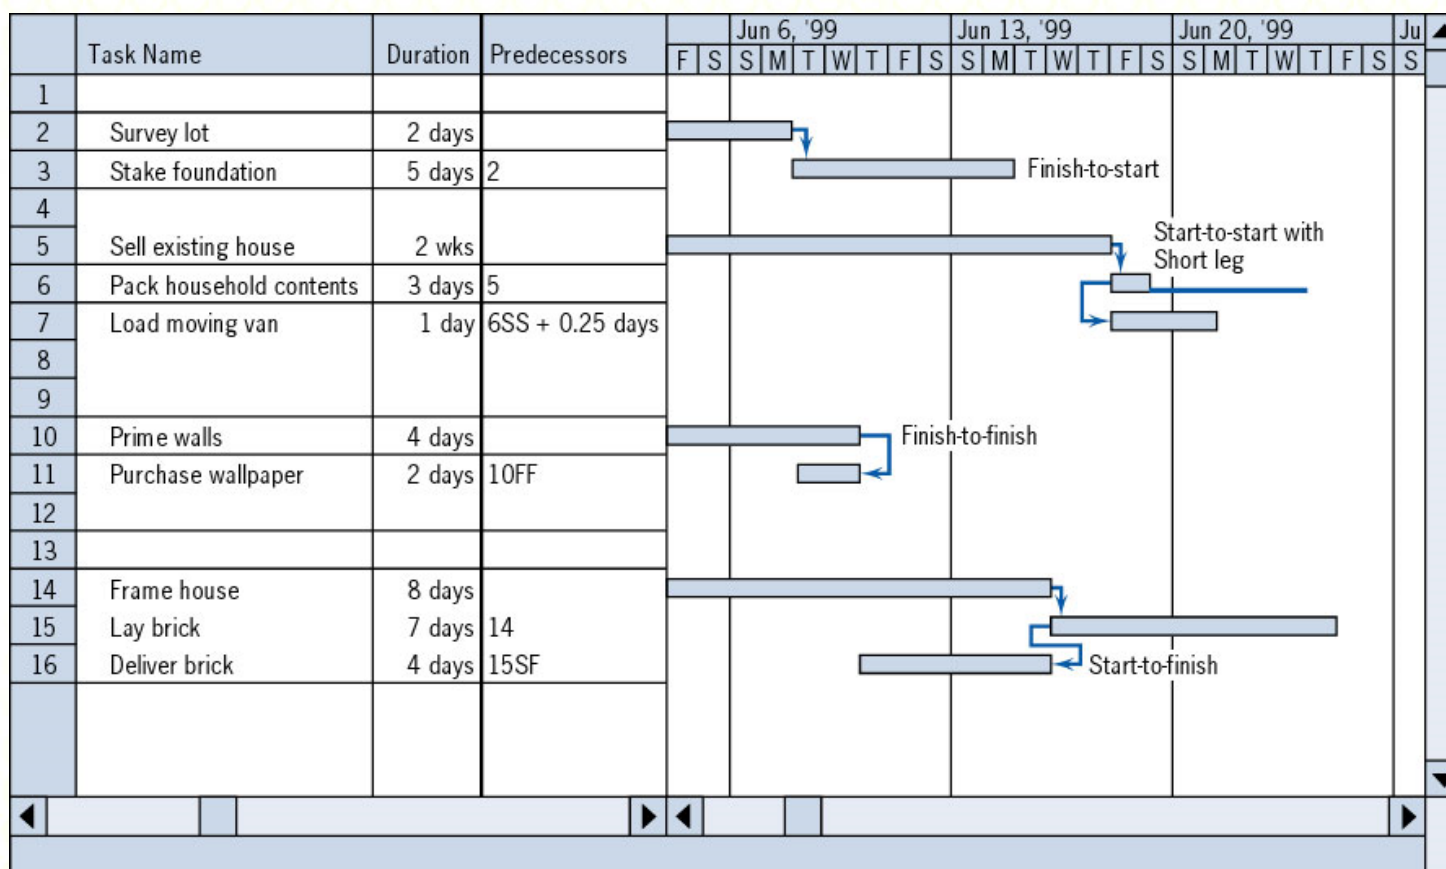 Jun 6, '99 Jun 13, '99 Jun 20, '99 Ju
Task Name Duration Predecessors F S S M T W T F S S M T W T F S S M T W T F S S
1
2 Survey lot 2 days
3 Stake foundation 5 days 2 Finish-to-start
4
5 Sell existing house 2 wks Start-to-start with
Short leg
6 Pack household contents 3 days 5
7 Load moving van 1 day 6SS + 0.25 days
8
9
10 Prime walls 4 days Finish-to-finish
11 Purchase wallpaper 2 days 10FF
12
13
14 Frame house 8 days
15 Lay brick 7 days 14
16 Deliver brick 4 days 15SF Start-to-finish